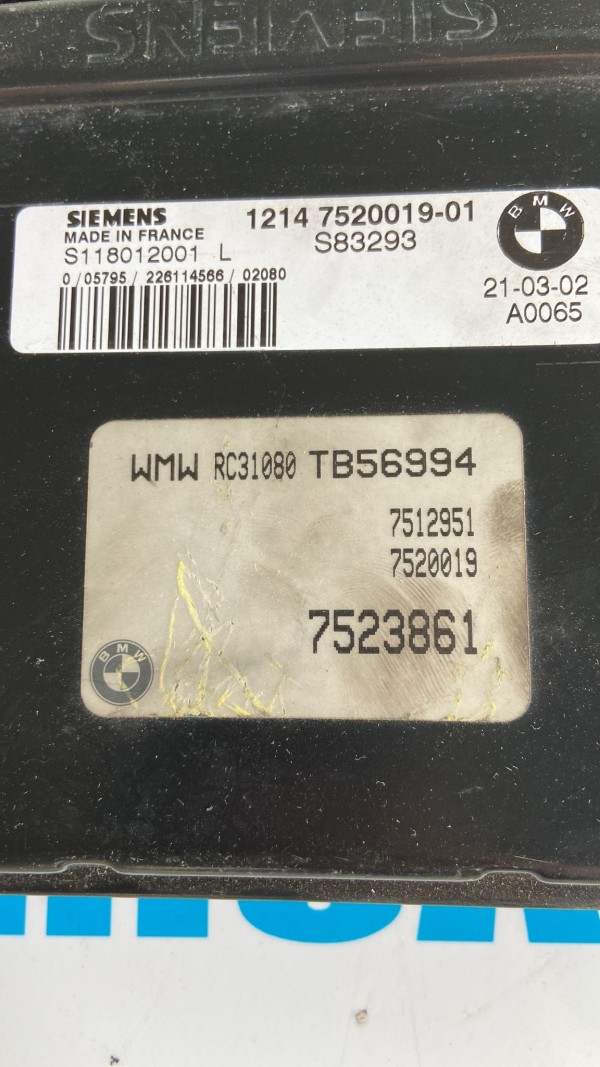 SIEMENS
SIEMENS 1214 7520019-01
MADE IN FRANCE
S118012001 L S83293
BMW
0 / 05795 / 226114566 / 02080
21-03-02
A0065
WMW RC31080 TB56994
7512951
7520019
7523861
BMW